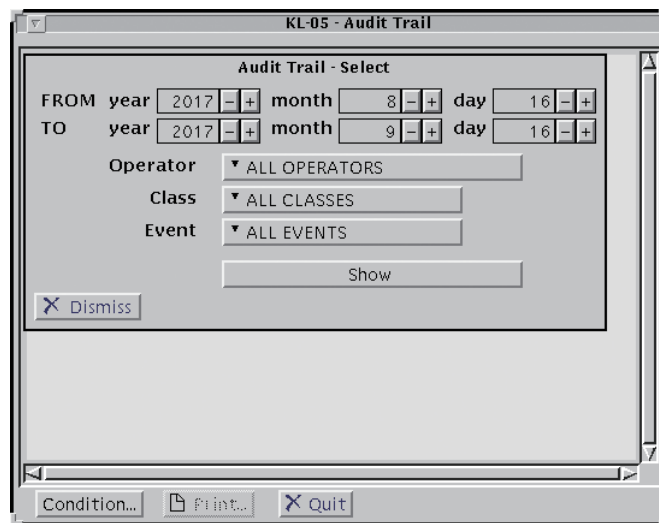 KL-05 - Audit Trail
Audit Trail - Select
FROM year 2017 - + month 8 - + day 16 - +
TO year 2017 - + month 9 - + day 16 - +
Operator ALL OPERATORS
Class ALL CLASSES
Event ALL EVENTS
Show
Dismiss
Condition... Print... Quit